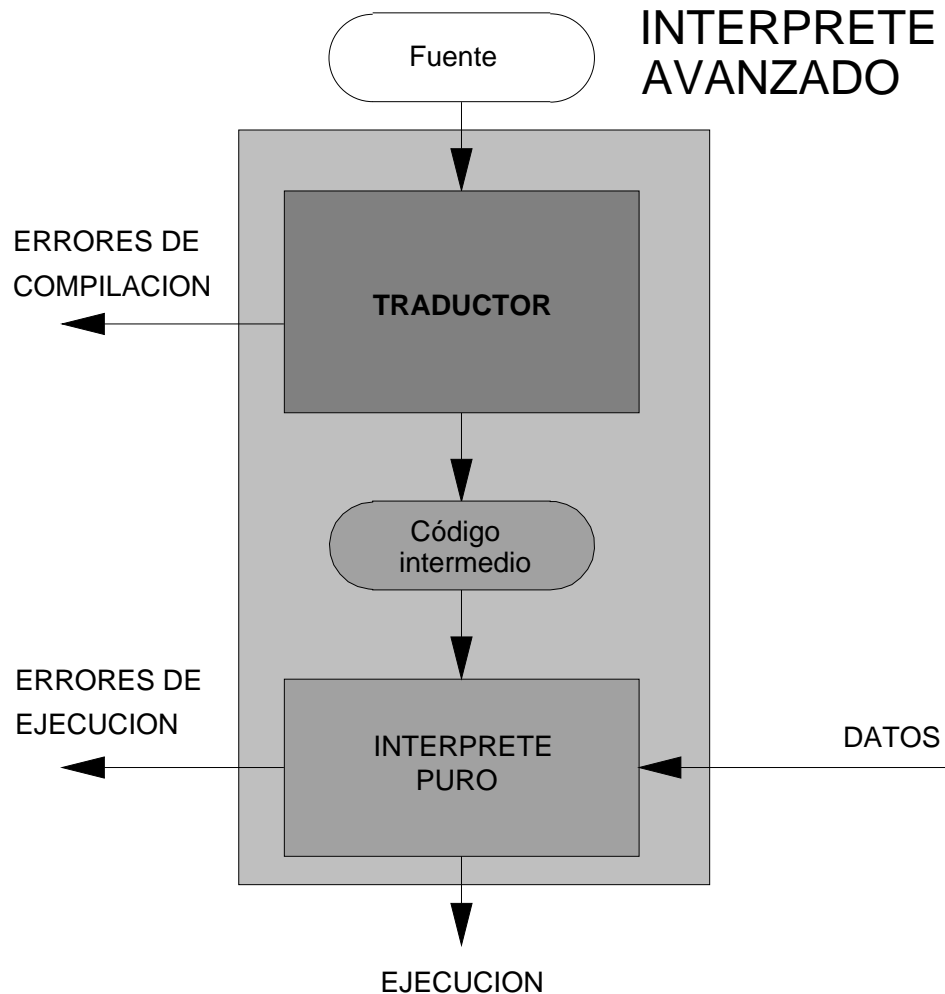 INTERPRETE
AVANZADO
Fuente
ERRORES DE
COMPILACION
TRADUCTOR
Código
intermedio
ERRORES DE
EJECUCION
INTERPRETE
PURO
DATOS
EJECUCION